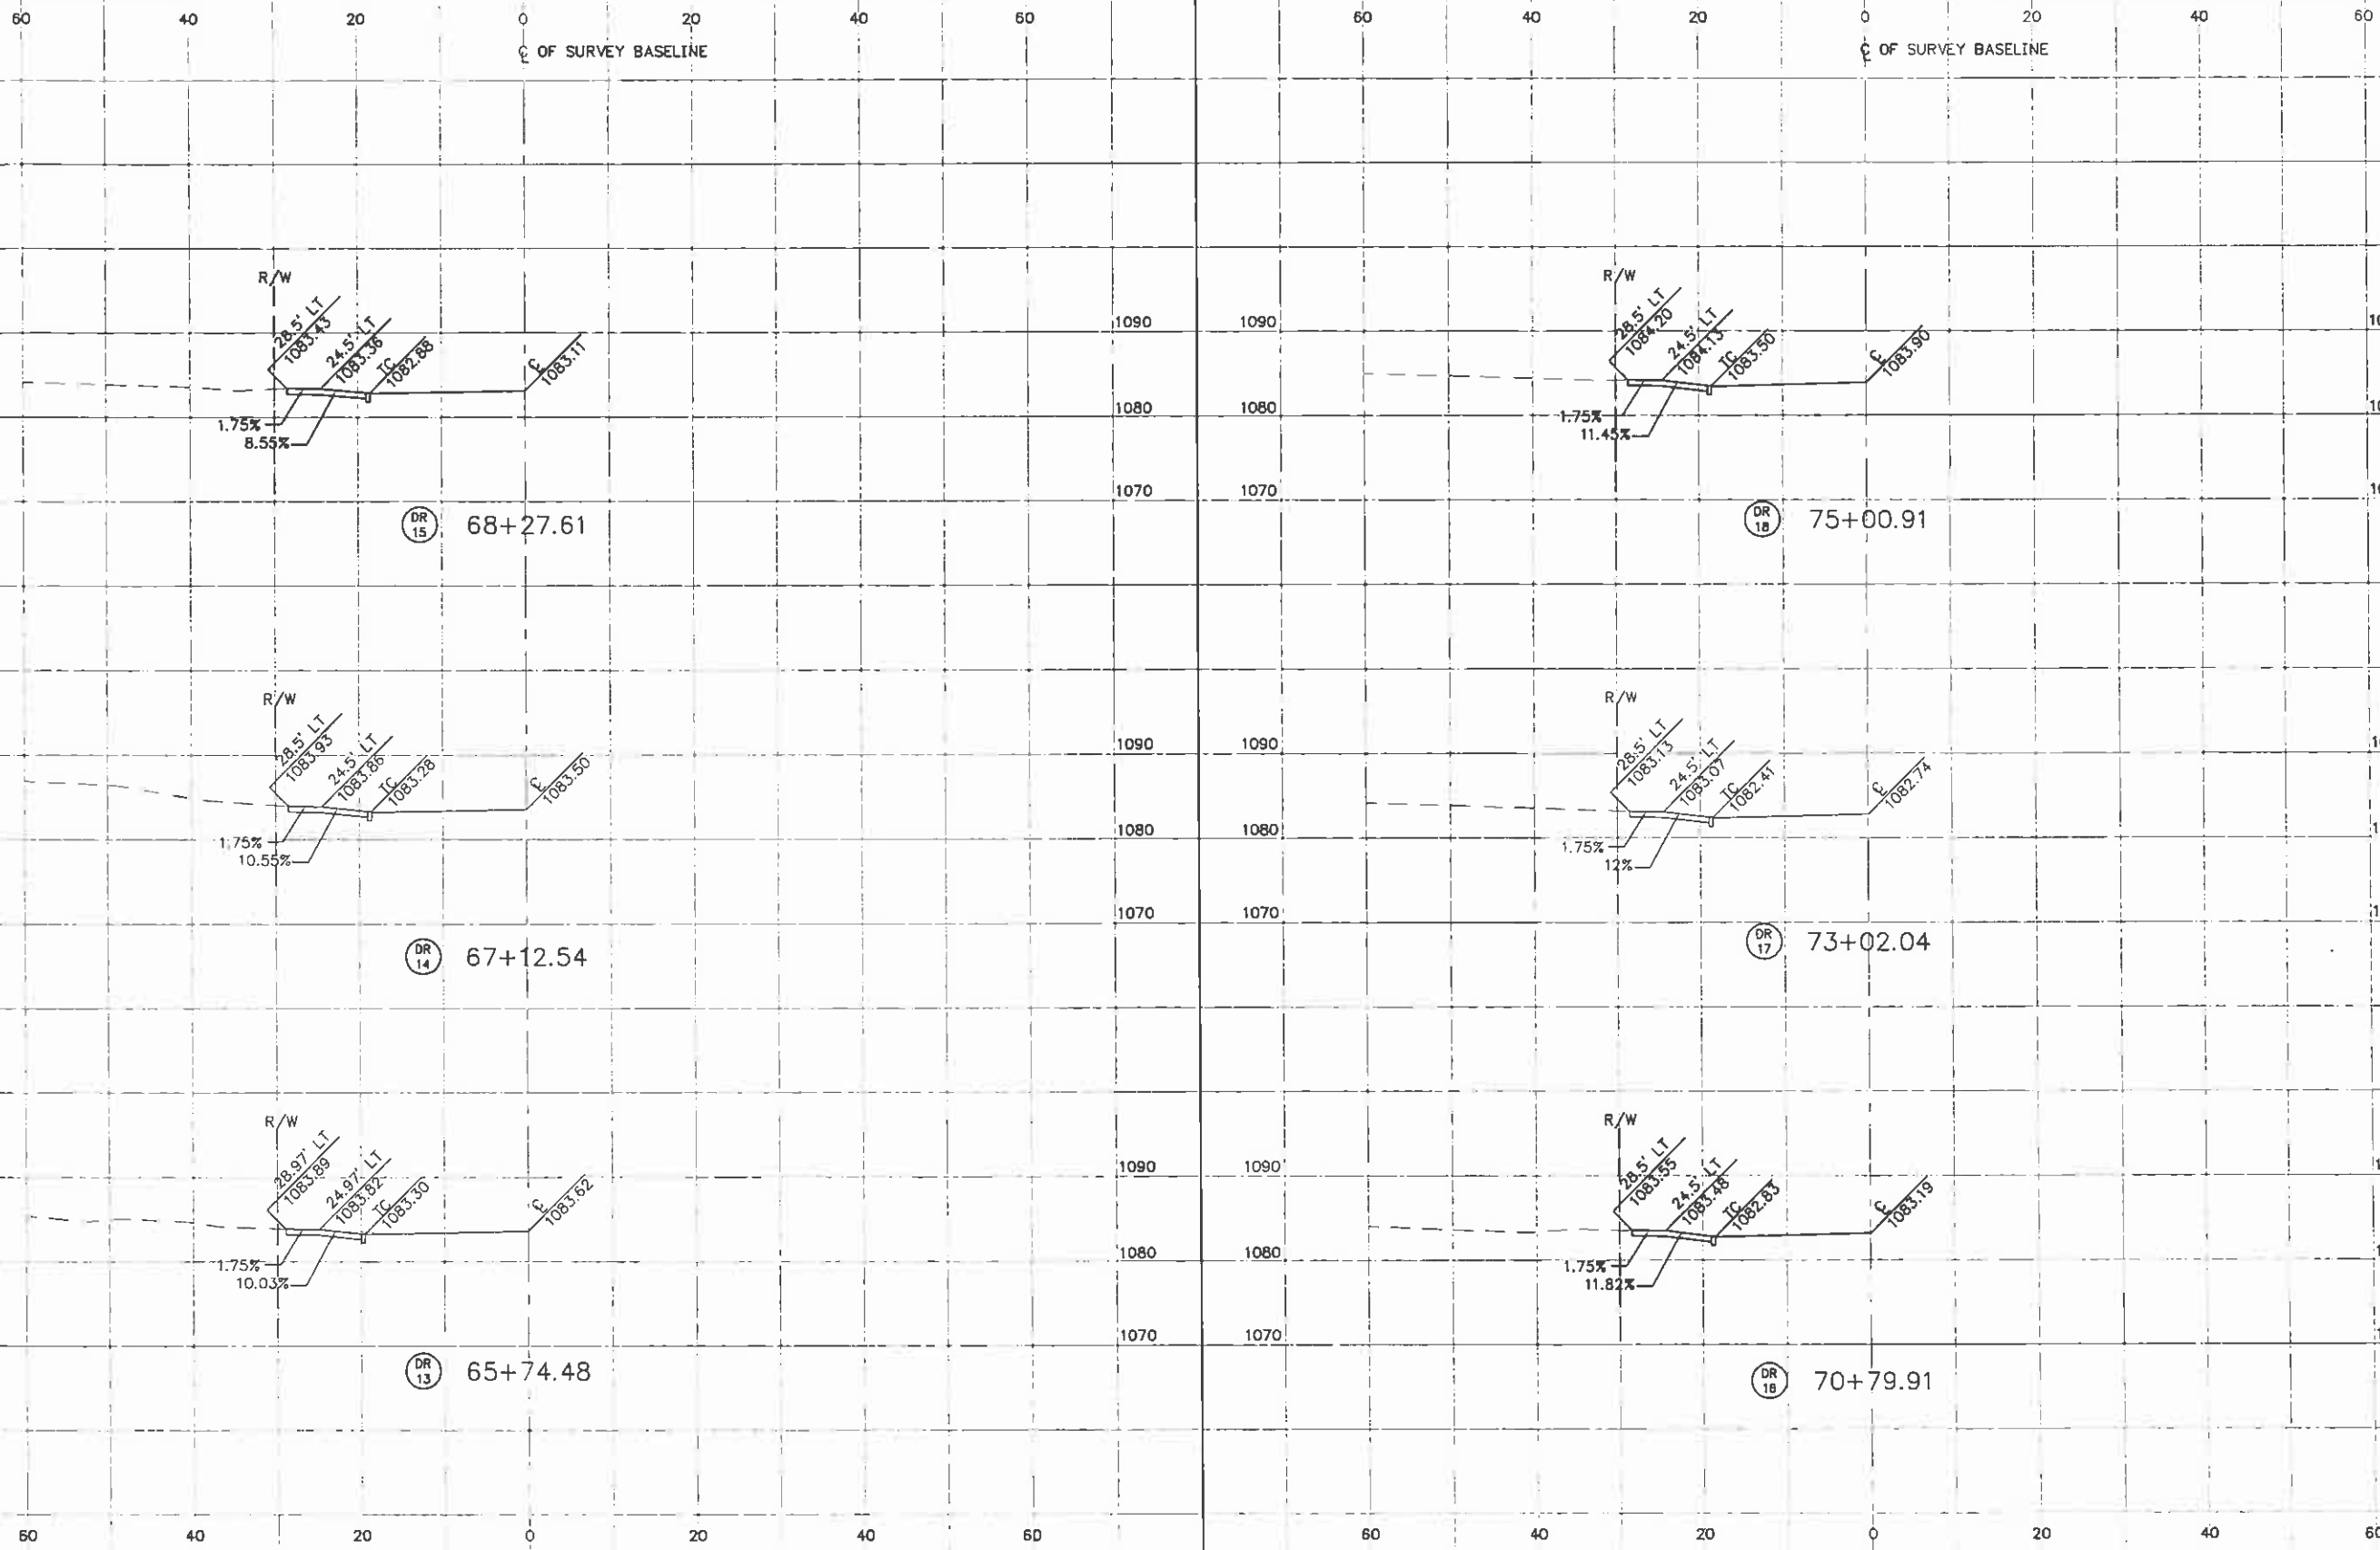 60 40 20 0 20 40 60 60 40 20 0 20 40 60
℄ OF SURVEY BASELINE
℄ OF SURVEY BASELINE
R/W
28.5' LT
1083.43
24.5' LT
1083.36
TC
1082.88
℄
1083.11
1.75%
8.55%
1090
1080
1070
DR
15
68+27.61
R/W
28.5' LT
1083.93
24.5' LT
1083.86
TC
1083.28
℄
1083.50
1.75%
10.55%
1090
1080
1070
DR
14
67+12.54
R/W
28.97' LT
1083.89
24.97' LT
1083.82
TC
1083.30
℄
1083.62
1.75%
10.03%
1090
1080
1070
DR
13
65+74.48
R/W
28.5' LT
1084.20
24.5' LT
1084.13
TC
1083.50
℄
1083.90
1.75%
11.45%
1090
1080
1070
DR
18
75+00.91
R/W
28.5' LT
1083.13
24.5' LT
1083.07
TC
1082.41
℄
1082.74
1.75%
12%
1090
1080
1070
DR
17
73+02.04
R/W
28.5' LT
1083.55
24.5' LT
1083.48
TC
1082.83
℄
1083.19
1.75%
11.82%
1090
1080
1070
DR
16
70+79.91
60 40 20 0 20 40 60 60 40 20 0 20 40